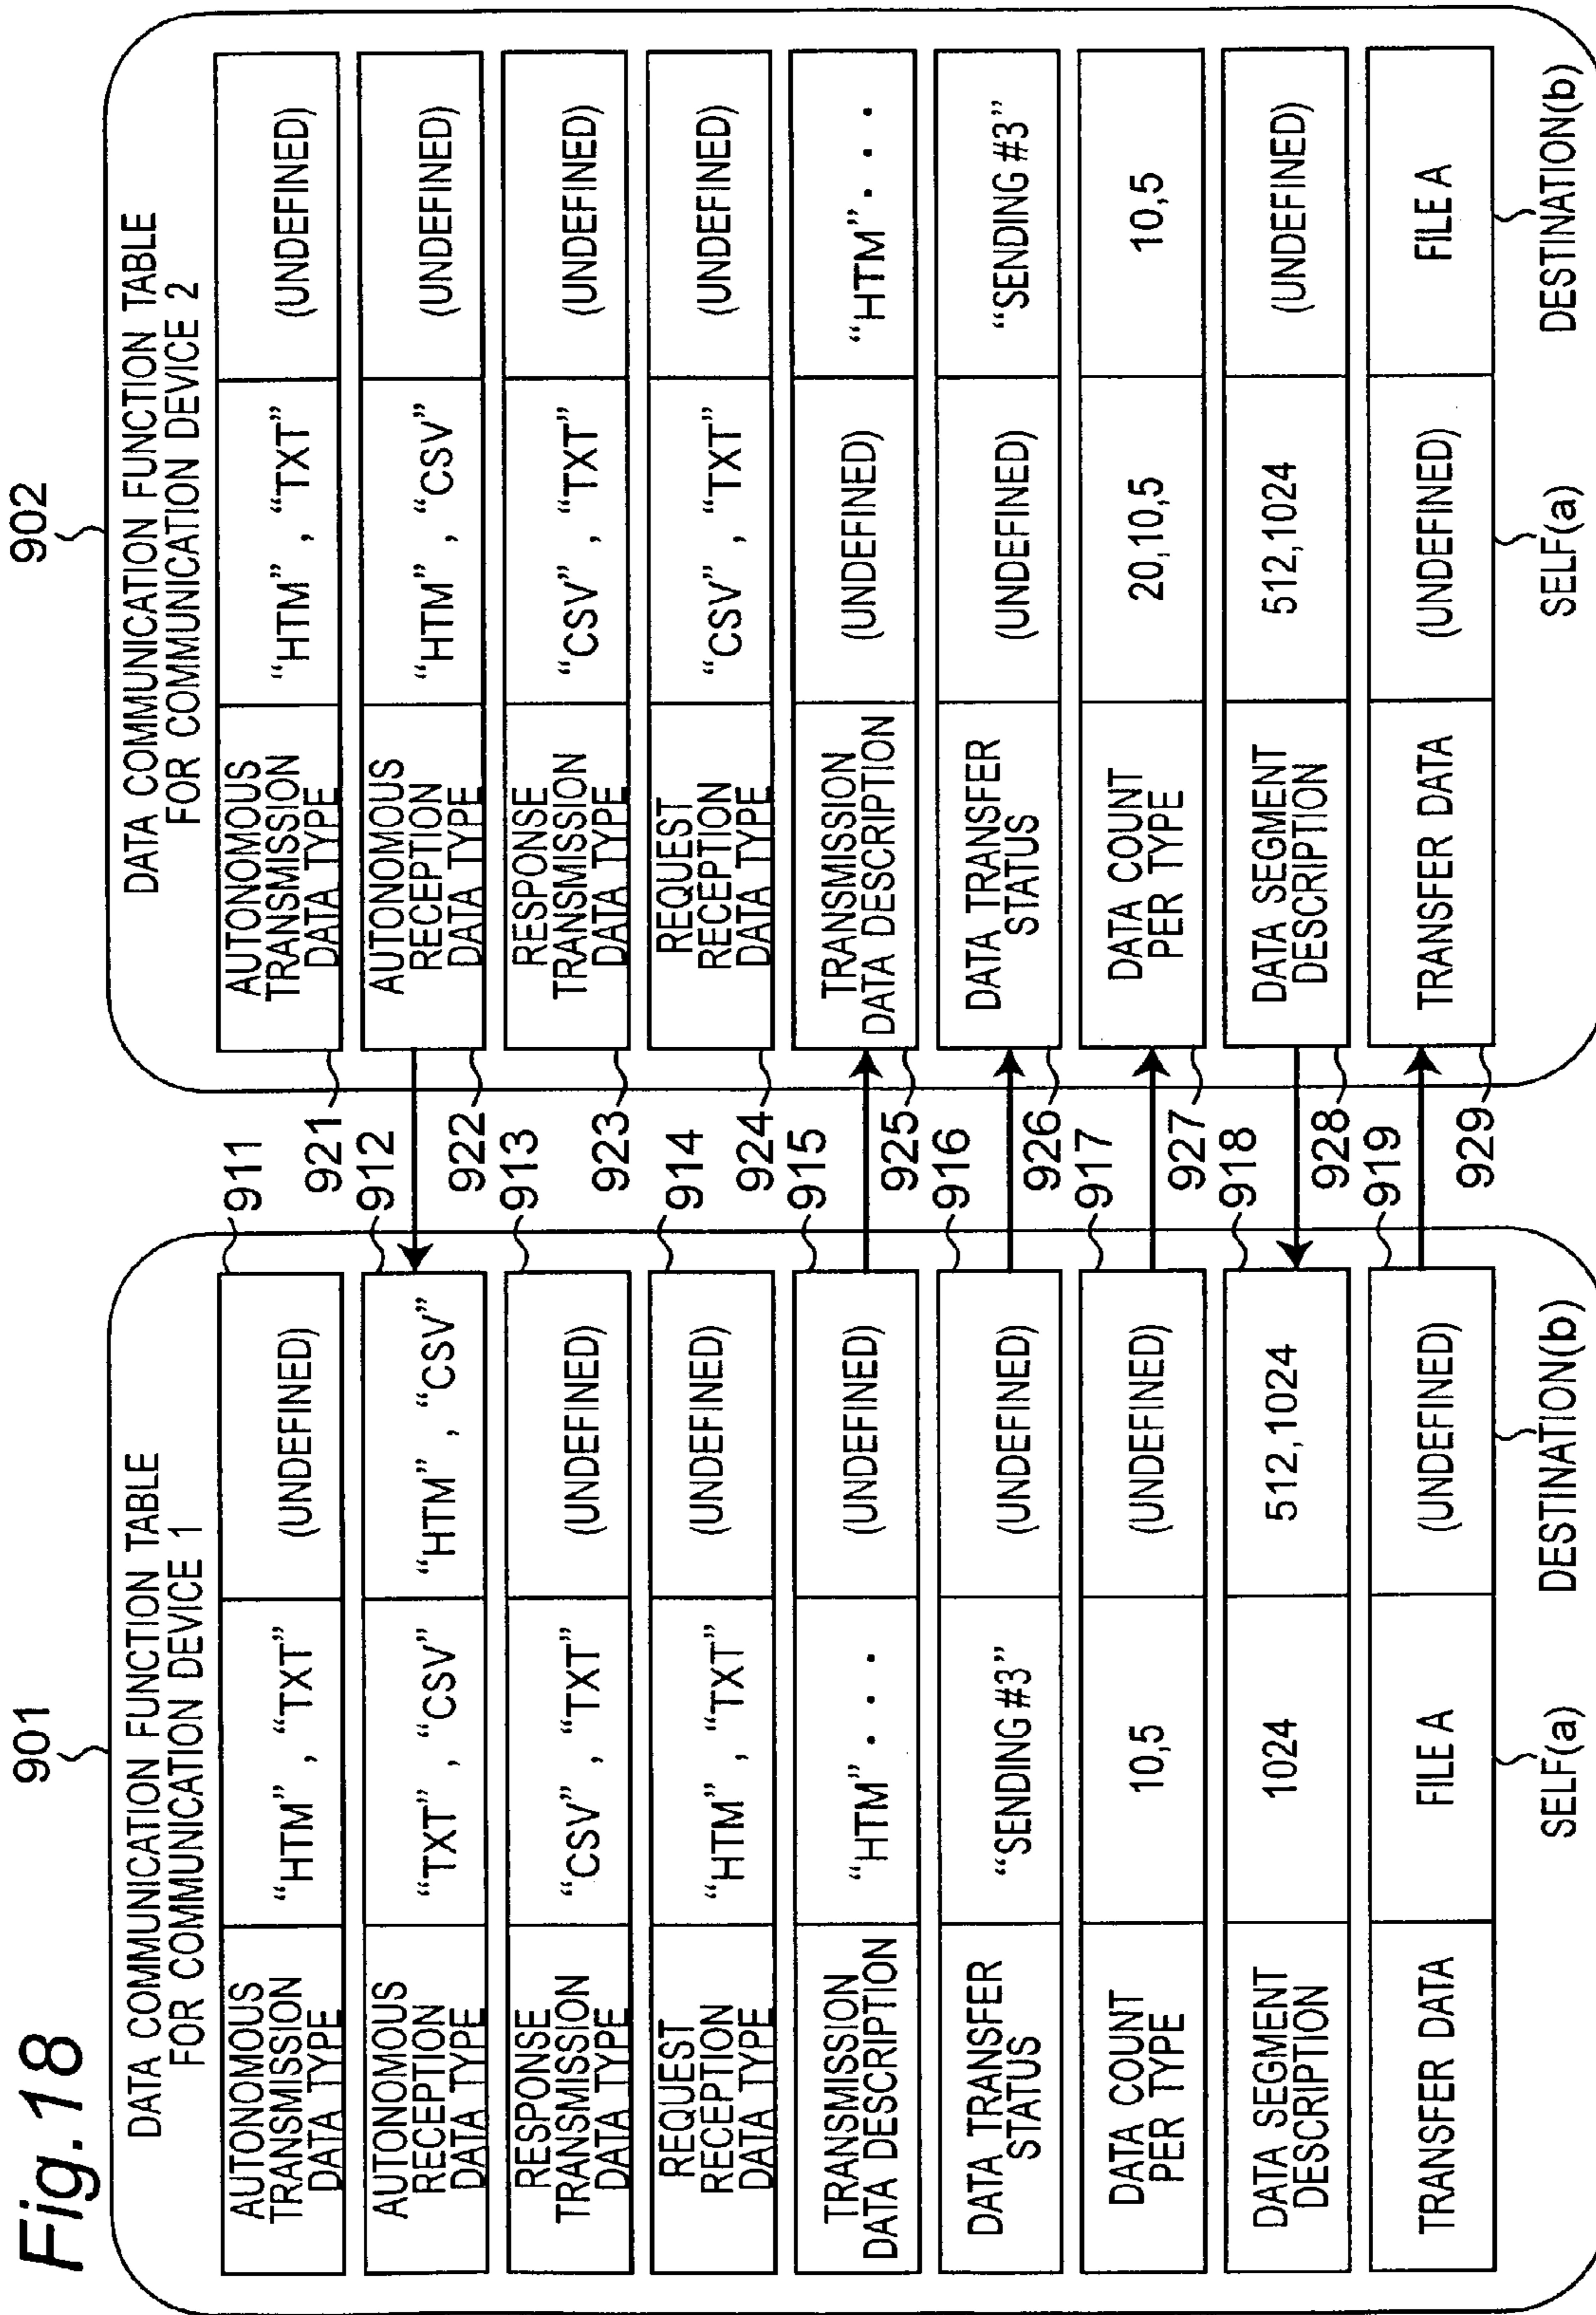 Fig. 18
901
DATA COMMUNICATION FUNCTION TABLE
FOR COMMUNICATION DEVICE 1
AUTONOMOUS
TRANSMISSION
DATA TYPE
“HTM” , “TXT”
(UNDEFINED)
911
AUTONOMOUS
RECEPTION
DATA TYPE
“TXT” , “CSV”
“HTM” , “CSV”
912
RESPONSE
TRANSMISSION
DATA TYPE
“CSV” , “TXT”
(UNDEFINED)
913
REQUEST
RECEPTION
DATA TYPE
“HTM” , “TXT”
(UNDEFINED)
914
TRANSMISSION
DATA DESCRIPTION
“HTM” . . .
(UNDEFINED)
915
DATA TRANSFER
STATUS
“SENDING #3”
(UNDEFINED)
916
DATA COUNT
PER TYPE
10,5
(UNDEFINED)
917
DATA SEGMENT
DESCRIPTION
1024
512,1024
918
TRANSFER DATA
FILE A
(UNDEFINED)
919
SELF(a)
DESTINATION(b)
902
DATA COMMUNICATION FUNCTION TABLE
FOR COMMUNICATION DEVICE 2
921
AUTONOMOUS
TRANSMISSION
DATA TYPE
“HTM” , “TXT”
(UNDEFINED)
922
AUTONOMOUS
RECEPTION
DATA TYPE
“HTM” , “CSV”
(UNDEFINED)
923
RESPONSE
TRANSMISSION
DATA TYPE
“CSV” , “TXT”
(UNDEFINED)
924
REQUEST
RECEPTION
DATA TYPE
“CSV” , “TXT”
(UNDEFINED)
925
TRANSMISSION
DATA DESCRIPTION
(UNDEFINED)
“HTM” . . .
926
DATA TRANSFER
STATUS
(UNDEFINED)
“SENDING #3”
927
DATA COUNT
PER TYPE
20,10,5
10,5
928
DATA SEGMENT
DESCRIPTION
512,1024
(UNDEFINED)
929
TRANSFER DATA
(UNDEFINED)
FILE A
SELF(a)
DESTINATION(b)